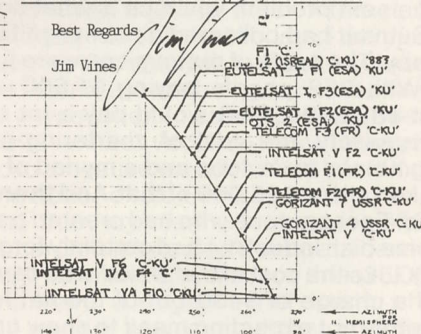 Best Regards,
Jim Vines
Jim Vines
F1 'C'
1,2 (ISREAL) 'C-KU' '88?
EUTELSAT I F1 (ESA) 'KU'
EUTELSAT I, F3 (ESA) 'KU'
EUTELSAT I F2 (ESA) 'KU'
OTS 2 (ESA) 'KU'
TELECOM F3 (FR) 'C-KU'
INTELSAT V F2 'C-KU'
TELECOM F1 (FR) 'C-KU'
TELECOM F2 (FR) 'C-KU'
GORIZANT 7 USSR 'C-KU'
GORIZANT 4 USSR 'C-KU'
INTELSAT V 'C-KU'
INTELSAT V F6 'C-KU'
INTELSAT IVA F4 'C'
INTELSAT VA F10 'C-KU'
220° 230° 240° 250° 260° 270° AZIMUTH
SW W N. HEMISPHERE
140° 130° 120° 110° 100° 90° AZIMUTH